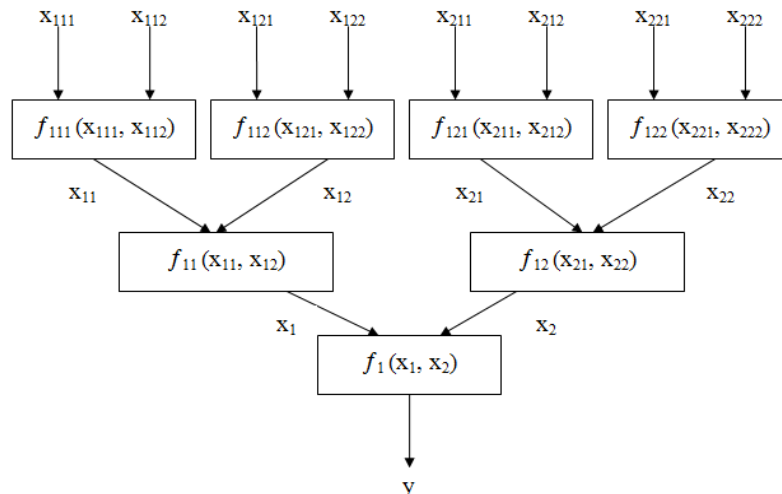 x₁₁₁ x₁₁₂ x₁₂₁ x₁₂₂ x₂₁₁ x₂₁₂ x₂₂₁ x₂₂₂
f₁₁₁(x₁₁₁, x₁₁₂) f₁₁₂(x₁₂₁, x₁₂₂) f₁₂₁(x₂₁₁, x₂₁₂) f₁₂₂(x₂₂₁, x₂₂₂)
x₁₁ x₁₂ x₂₁ x₂₂
f₁₁(x₁₁, x₁₂) f₁₂(x₂₁, x₂₂)
x₁ x₂
f₁(x₁, x₂)
y